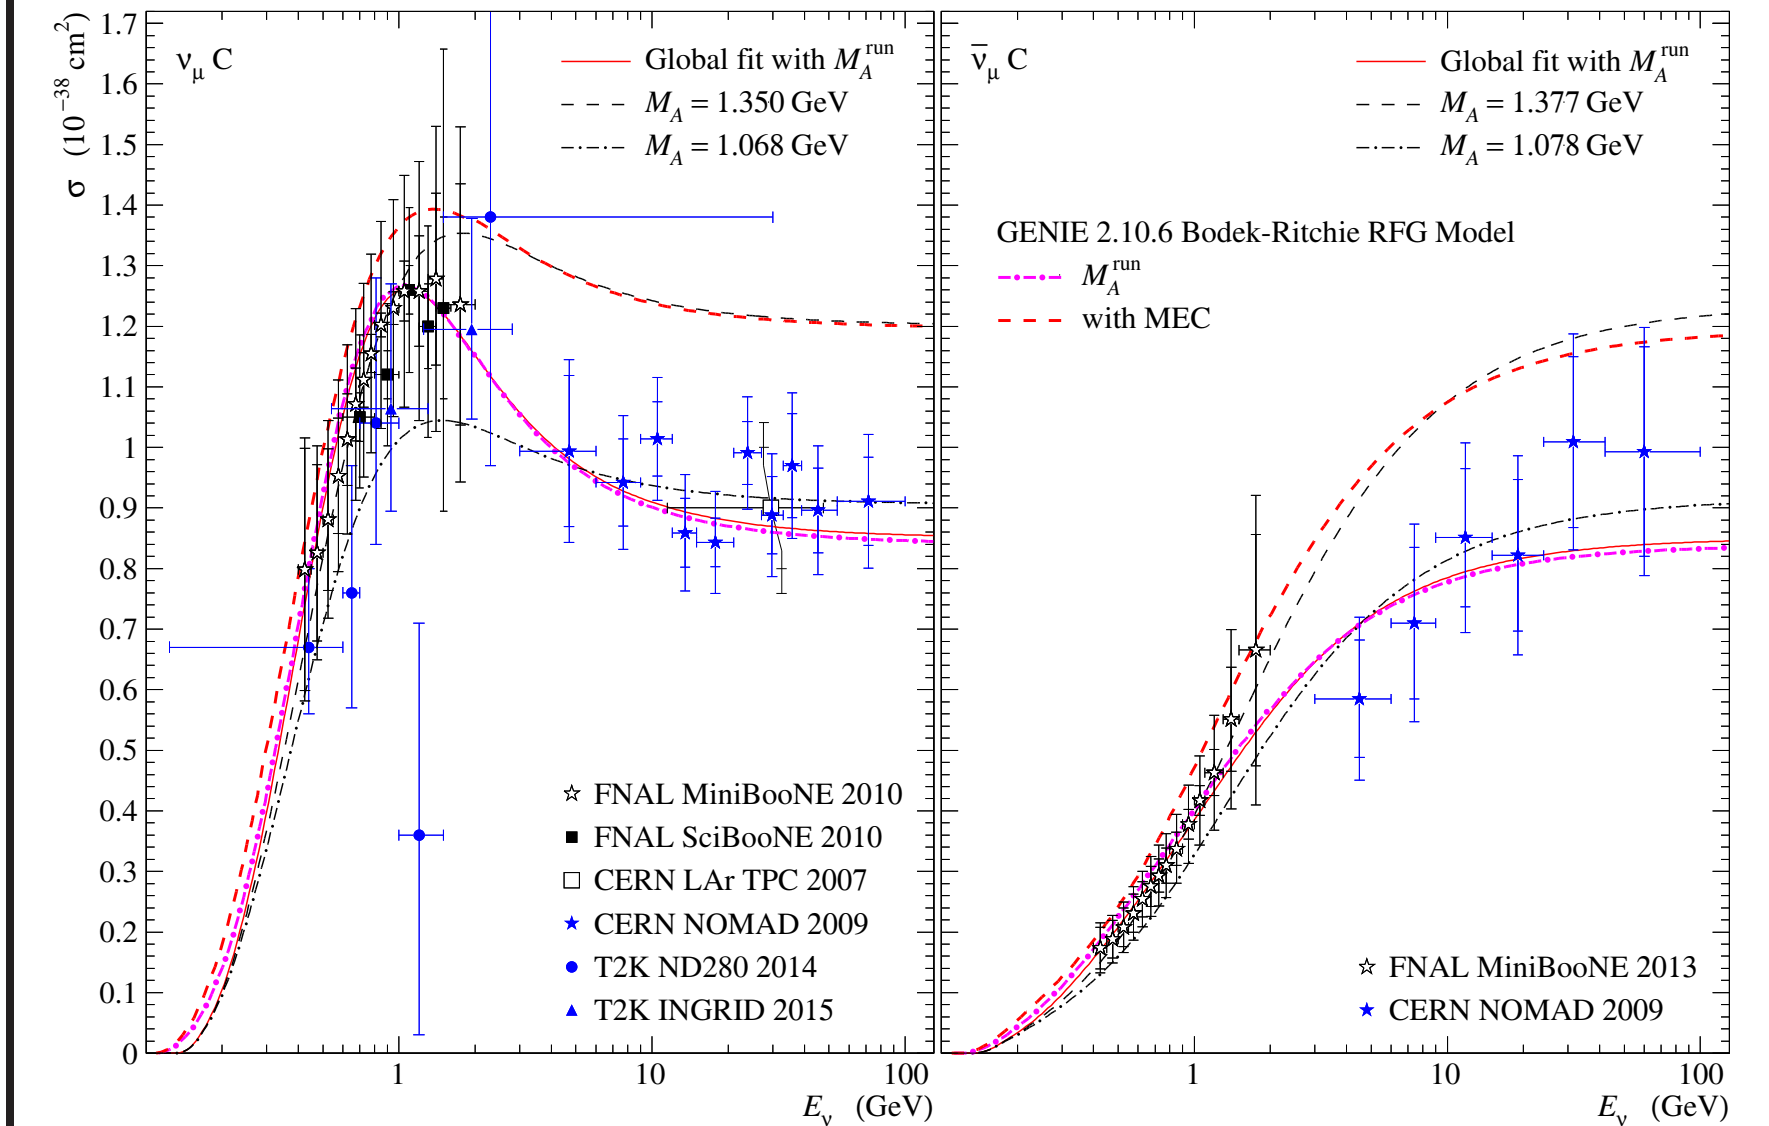 σ (10⁻³⁸ cm²)
1.7
1.6
1.5
1.4
1.3
1.2
1.1
1
0.9
0.8
0.7
0.6
0.5
0.4
0.3
0.2
0.1
0
ν_μ C
Global fit with M_A^run
M_A = 1.350 GeV
M_A = 1.068 GeV
FNAL MiniBooNE 2010
FNAL SciBooNE 2010
CERN LAr TPC 2007
CERN NOMAD 2009
T2K ND280 2014
T2K INGRID 2015
1 10 100
E_ν (GeV)
ν̄_μ C
Global fit with M_A^run
M_A = 1.377 GeV
M_A = 1.078 GeV
GENIE 2.10.6 Bodek-Ritchie RFG Model
M_A^run
with MEC
FNAL MiniBooNE 2013
CERN NOMAD 2009
1 10 100
E_ν (GeV)